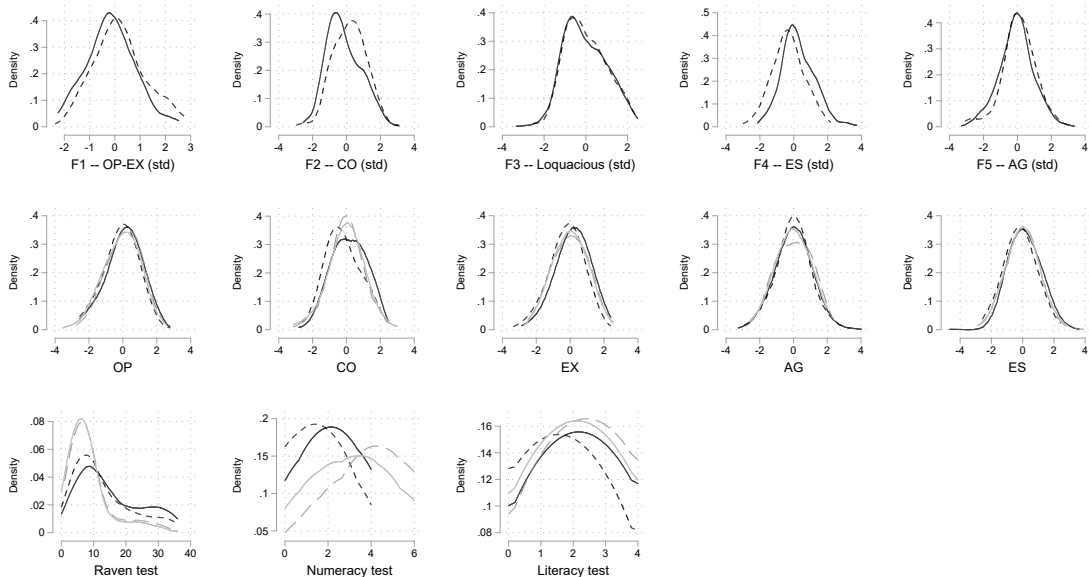 Density
.4
.3
.2
.1
0
-2 -1 0 1 2 3
F1 -- OP-EX (std)
Density
.4
.3
.2
.1
0
-4 -2 0 2 4
F2 -- CO (std)
Density
.4
.3
.2
.1
0
-4 -2 0 2
F3 -- Loquacious (std)
Density
.5
.4
.3
.2
.1
0
-4 -2 0 2 4
F4 -- ES (std)
Density
.4
.3
.2
.1
0
-4 -2 0 2 4
F5 -- AG (std)
Density
.4
.3
.2
.1
0
-4 -2 0 2 4
OP
Density
.4
.3
.2
.1
0
-4 -2 0 2 4
CO
Density
.4
.3
.2
.1
0
-4 -2 0 2 4
EX
Density
.4
.3
.2
.1
0
-4 -2 0 2 4
AG
Density
.4
.3
.2
.1
0
-4 -2 0 2 4
ES
Density
.08
.06
.04
.02
0
0 10 20 30 40
Raven test
Density
.2
.15
.1
.05
0 2 4 6
Numeracy test
Density
.16
.14
.12
.1
.08
0 1 2 3 4
Literacy test